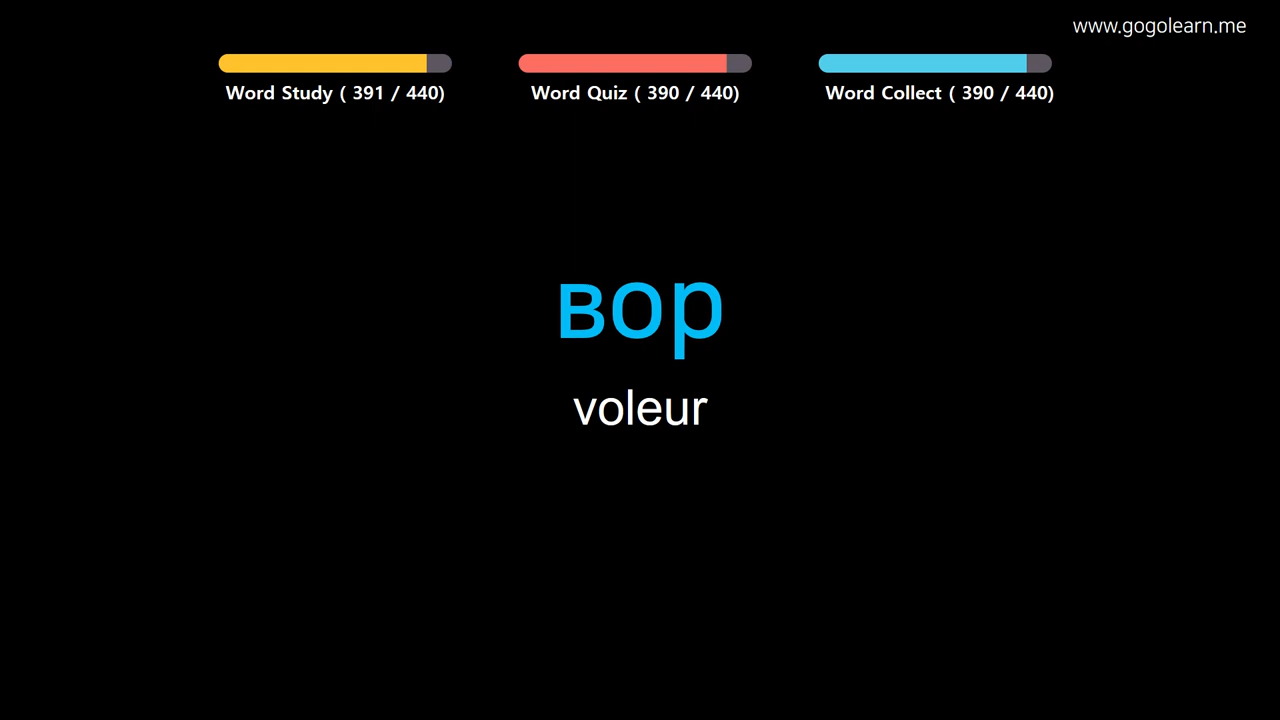 www.gogolearn.me
Word Study ( 391 / 440)
Word Quiz ( 390 / 440)
Word Collect ( 390 / 440)
вор
voleur